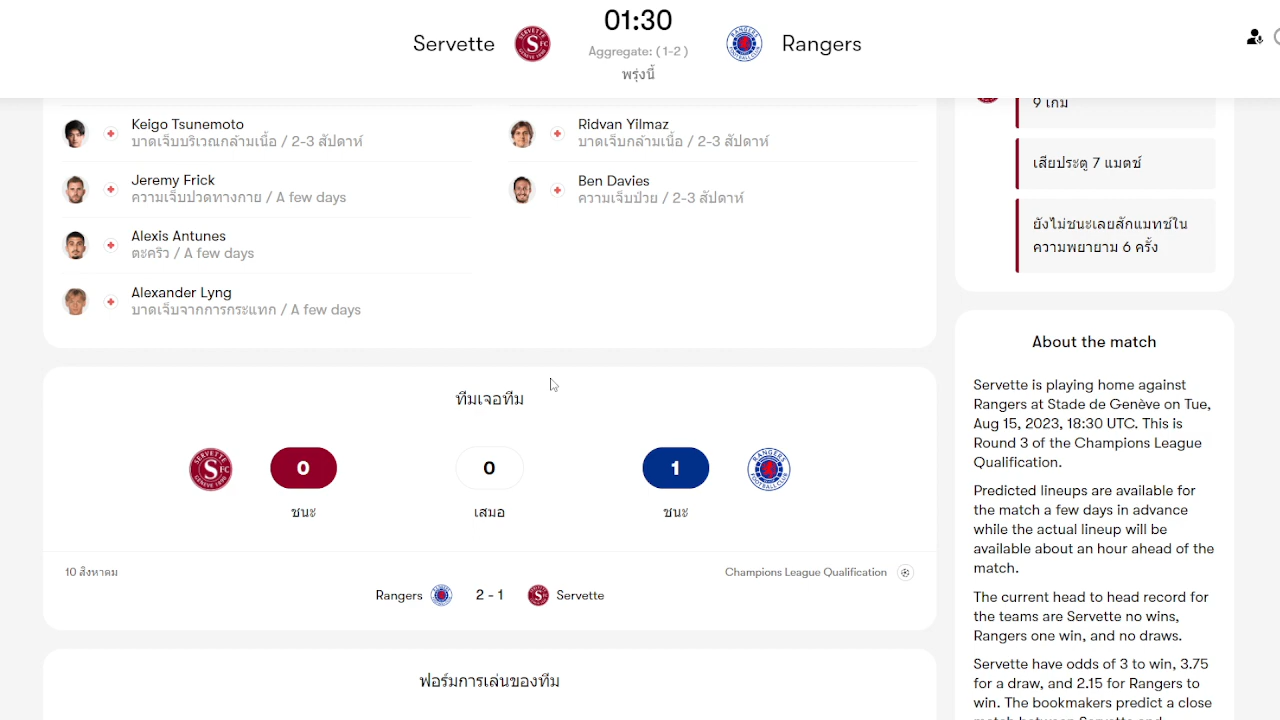 01:30
Servette
Rangers
Aggregate: ( 1-2 )
พรุ่งนี้
Keigo Tsunemoto
บาดเจ็บบริเวณกล้ามเนื้อ / 2-3 สัปดาห์
Jeremy Frick
ความเจ็บปวดทางกาย / A few days
Alexis Antunes
ตะคริว / A few days
Alexander Lyng
บาดเจ็บจากการกระแทก / A few days
Ridvan Yilmaz
บาดเจ็บกล้ามเนื้อ / 2-3 สัปดาห์
Ben Davies
ความเจ็บป่วย / 2-3 สัปดาห์
9 เกม
เสียประตู 7 แมตช์
ยังไม่ชนะเลยสักแมทช์ใน
ความพยายาม 6 ครั้ง
ทีมเจอทีม
0
0
1
ชนะ
เสมอ
ชนะ
10 สิงหาคม
Champions League Qualification
Rangers 2 - 1 Servette
ฟอร์มการเล่นของทีม
About the match
Servette is playing home against
Rangers at Stade de Genève on Tue,
Aug 15, 2023, 18:30 UTC. This is
Round 3 of the Champions League
Qualification.
Predicted lineups are available for
the match a few days in advance
while the actual lineup will be
available about an hour ahead of the
match.
The current head to head record for
the teams are Servette no wins,
Rangers one win, and no draws.
Servette have odds of 3 to win, 3.75
for a draw, and 2.15 for Rangers to
win. The bookmakers predict a close